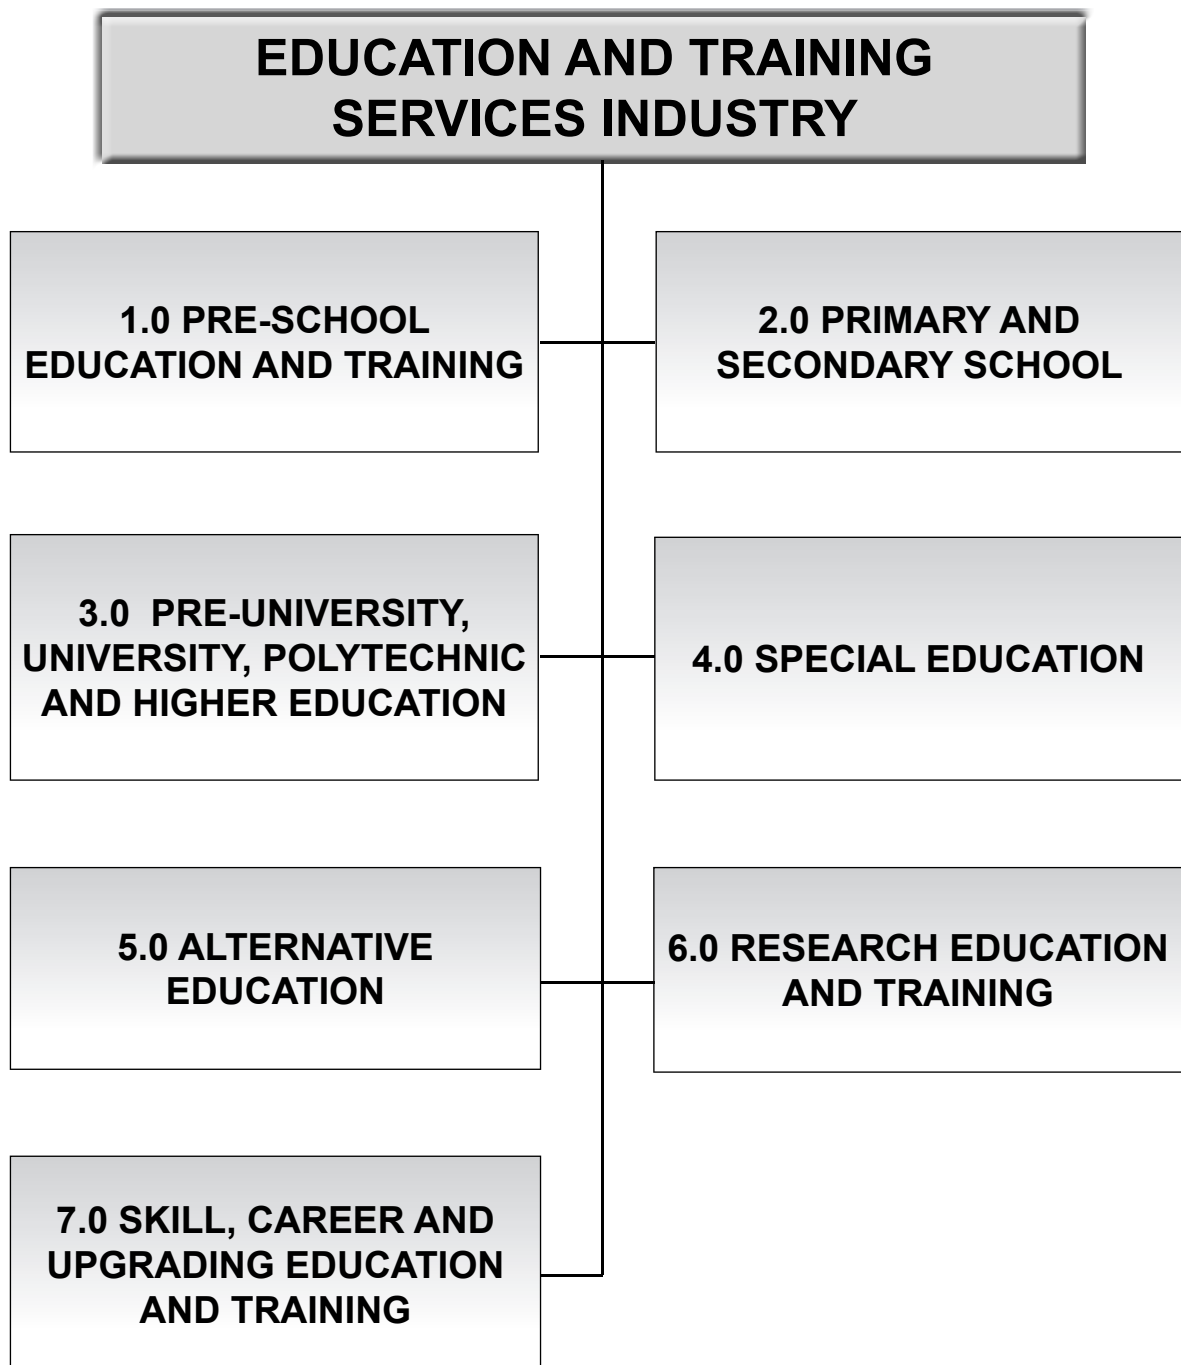 EDUCATION AND TRAINING
SERVICES INDUSTRY
1.0 PRE-SCHOOL
EDUCATION AND TRAINING
2.0 PRIMARY AND
SECONDARY SCHOOL
3.0 PRE-UNIVERSITY,
UNIVERSITY, POLYTECHNIC
AND HIGHER EDUCATION
4.0 SPECIAL EDUCATION
5.0 ALTERNATIVE
EDUCATION
6.0 RESEARCH EDUCATION
AND TRAINING
7.0 SKILL, CAREER AND
UPGRADING EDUCATION
AND TRAINING